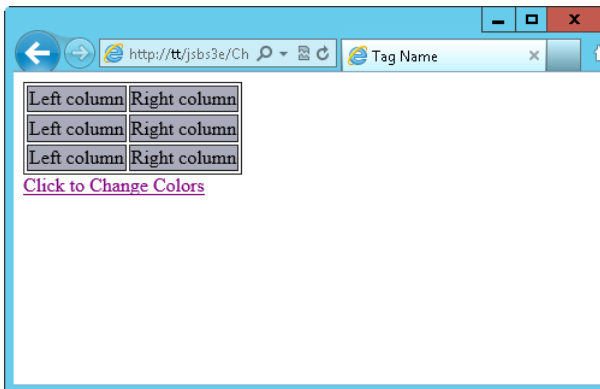 http://tt/jsbs3e/Ch
Tag Name
Left column Right column
Left column Right column
Left column Right column
Click to Change Colors